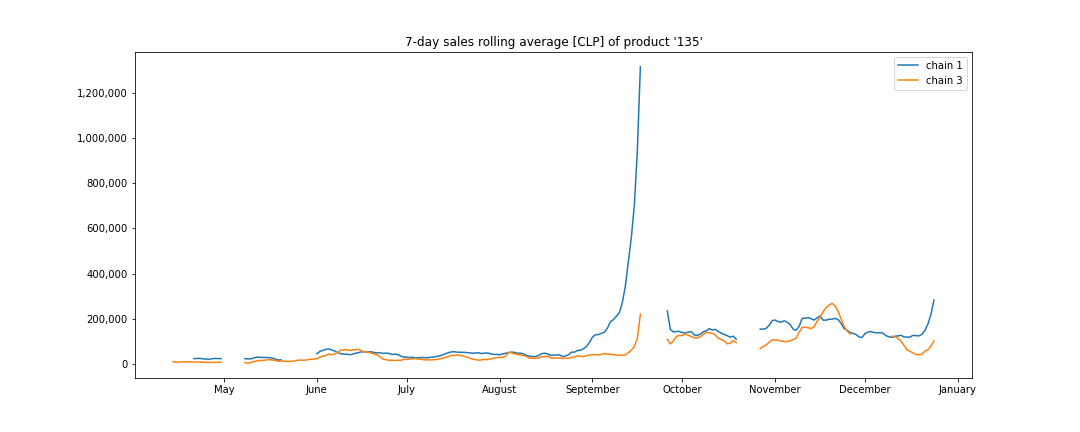 7-day sales rolling average [CLP] of product '135'
chain 1
chain 3
1,200,000
1,000,000
800,000
600,000
400,000
200,000
0
May June July August September October November December January